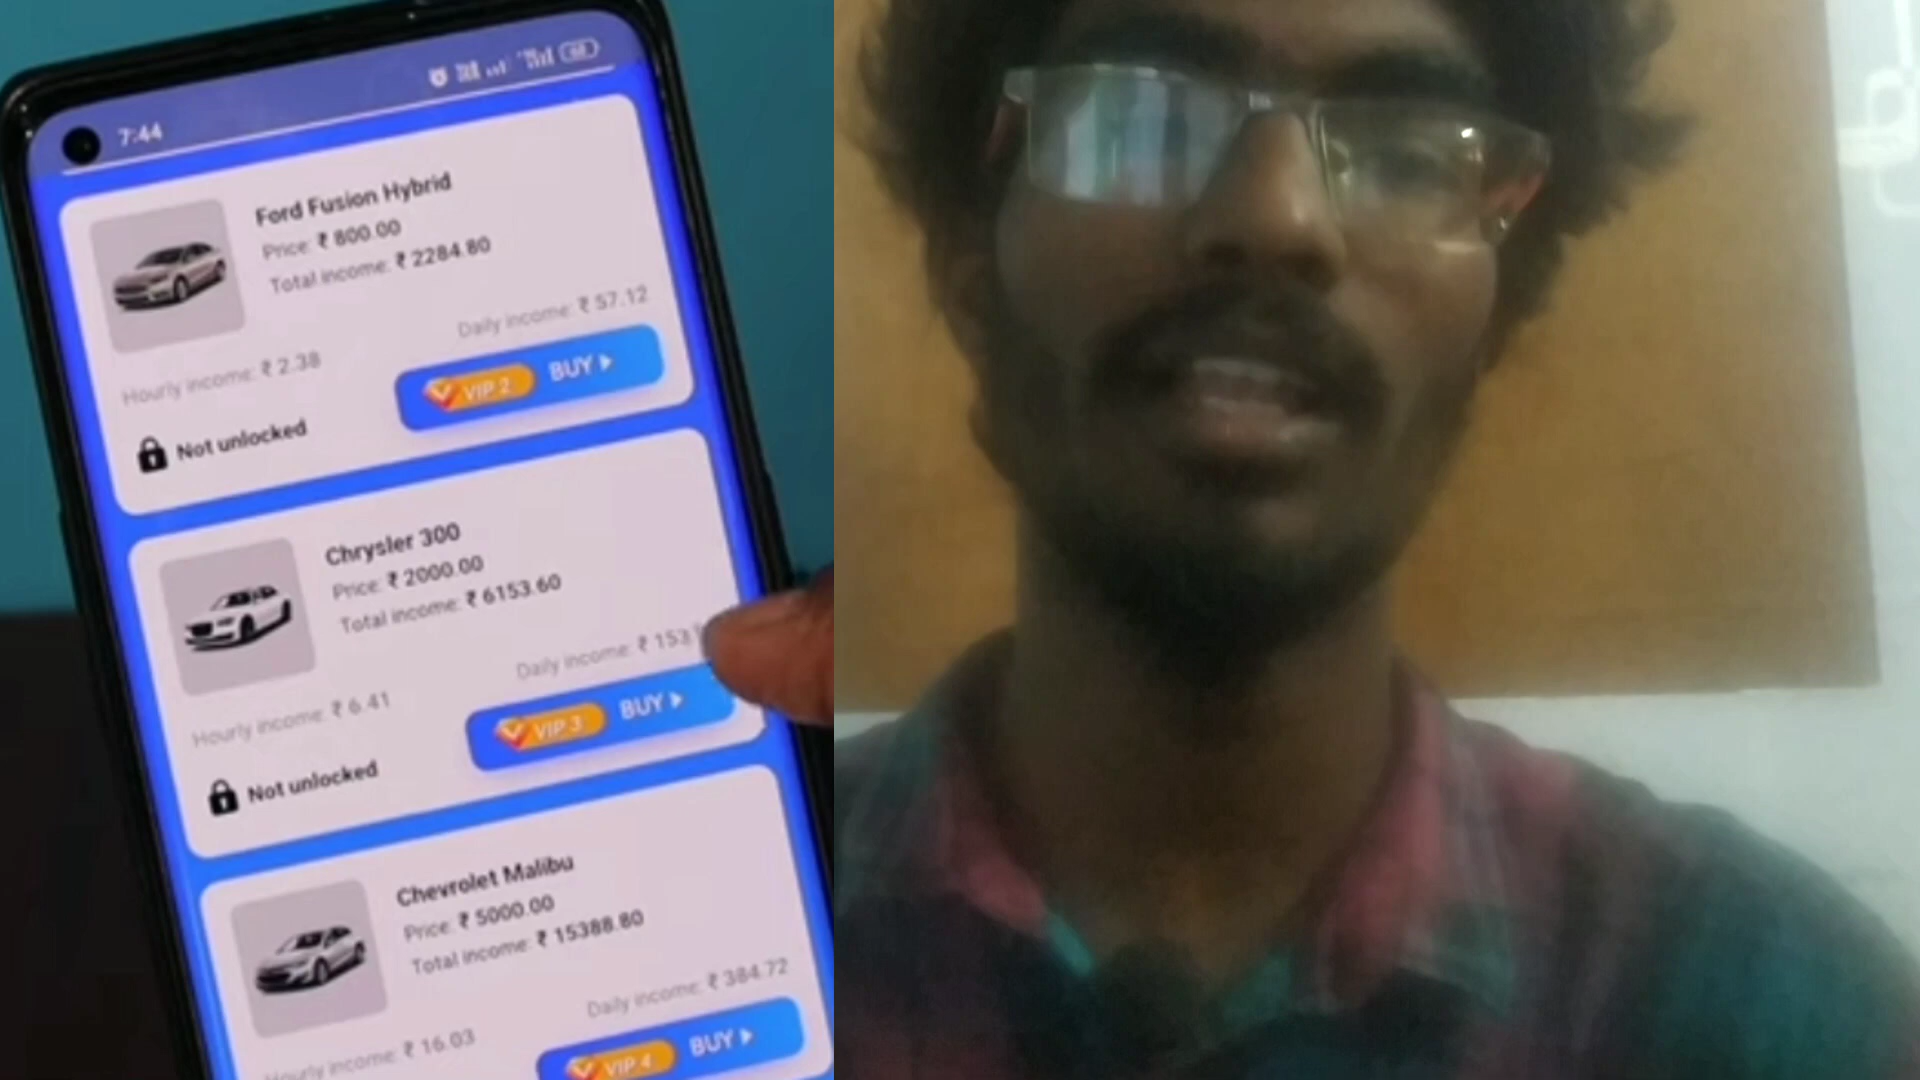 7:44
Ford Fusion Hybrid
Price: ₹ 800.00
Total income: ₹ 2284.80
Daily income: ₹ 57.12
Hourly income: ₹ 2.38
VIP 2 BUY
Not unlocked
Chrysler 300
Price: ₹ 2000.00
Total income: ₹ 6153.60
Daily income: ₹ 153
Hourly income: ₹ 6.41
VIP 3 BUY
Not unlocked
Chevrolet Malibu
Price: ₹ 5000.00
Total income: ₹ 15388.80
Daily income: ₹ 384.72
Hourly income: ₹ 16.03
VIP 4 BUY